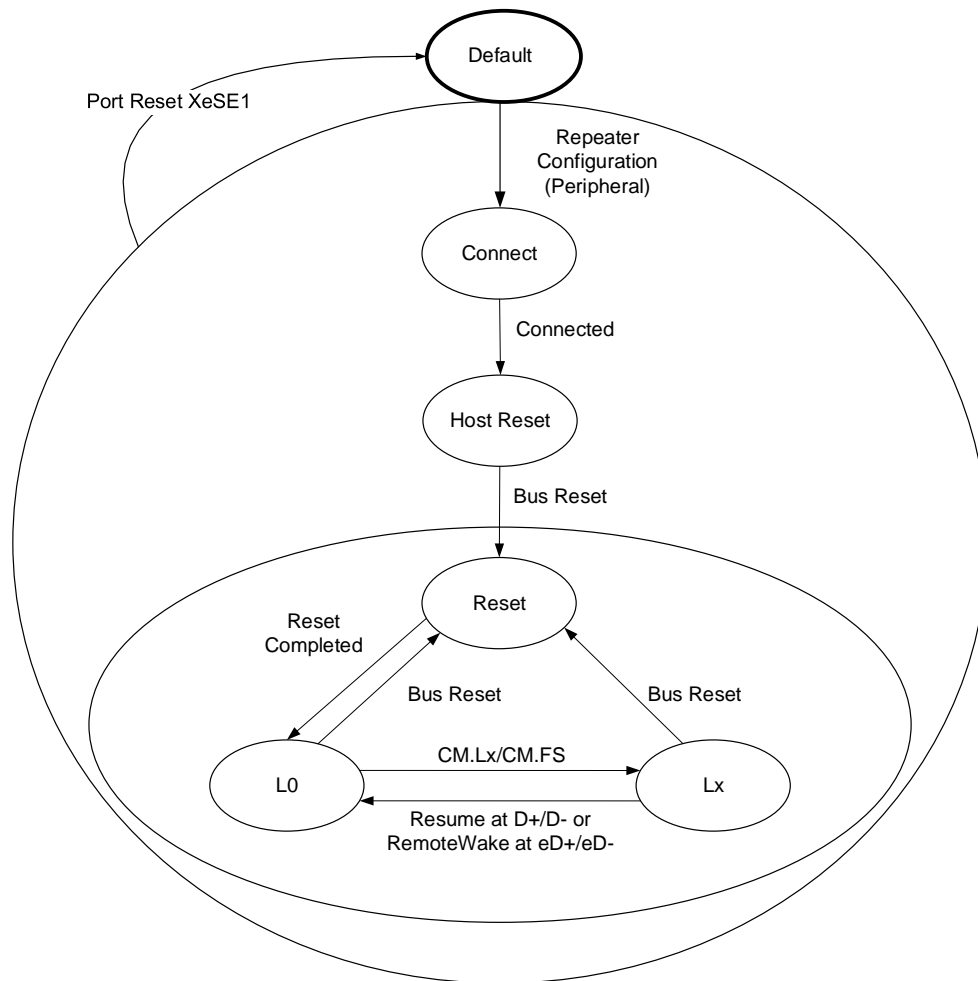 Default
Port Reset XeSE1
Repeater
Configuration
(Peripheral)
Connect
Connected
Host Reset
Bus Reset
Reset
Reset
Completed
Bus Reset
Bus Reset
L0
CM.Lx/CM.FS
Lx
Resume at D+/D- or
RemoteWake at eD+/eD-